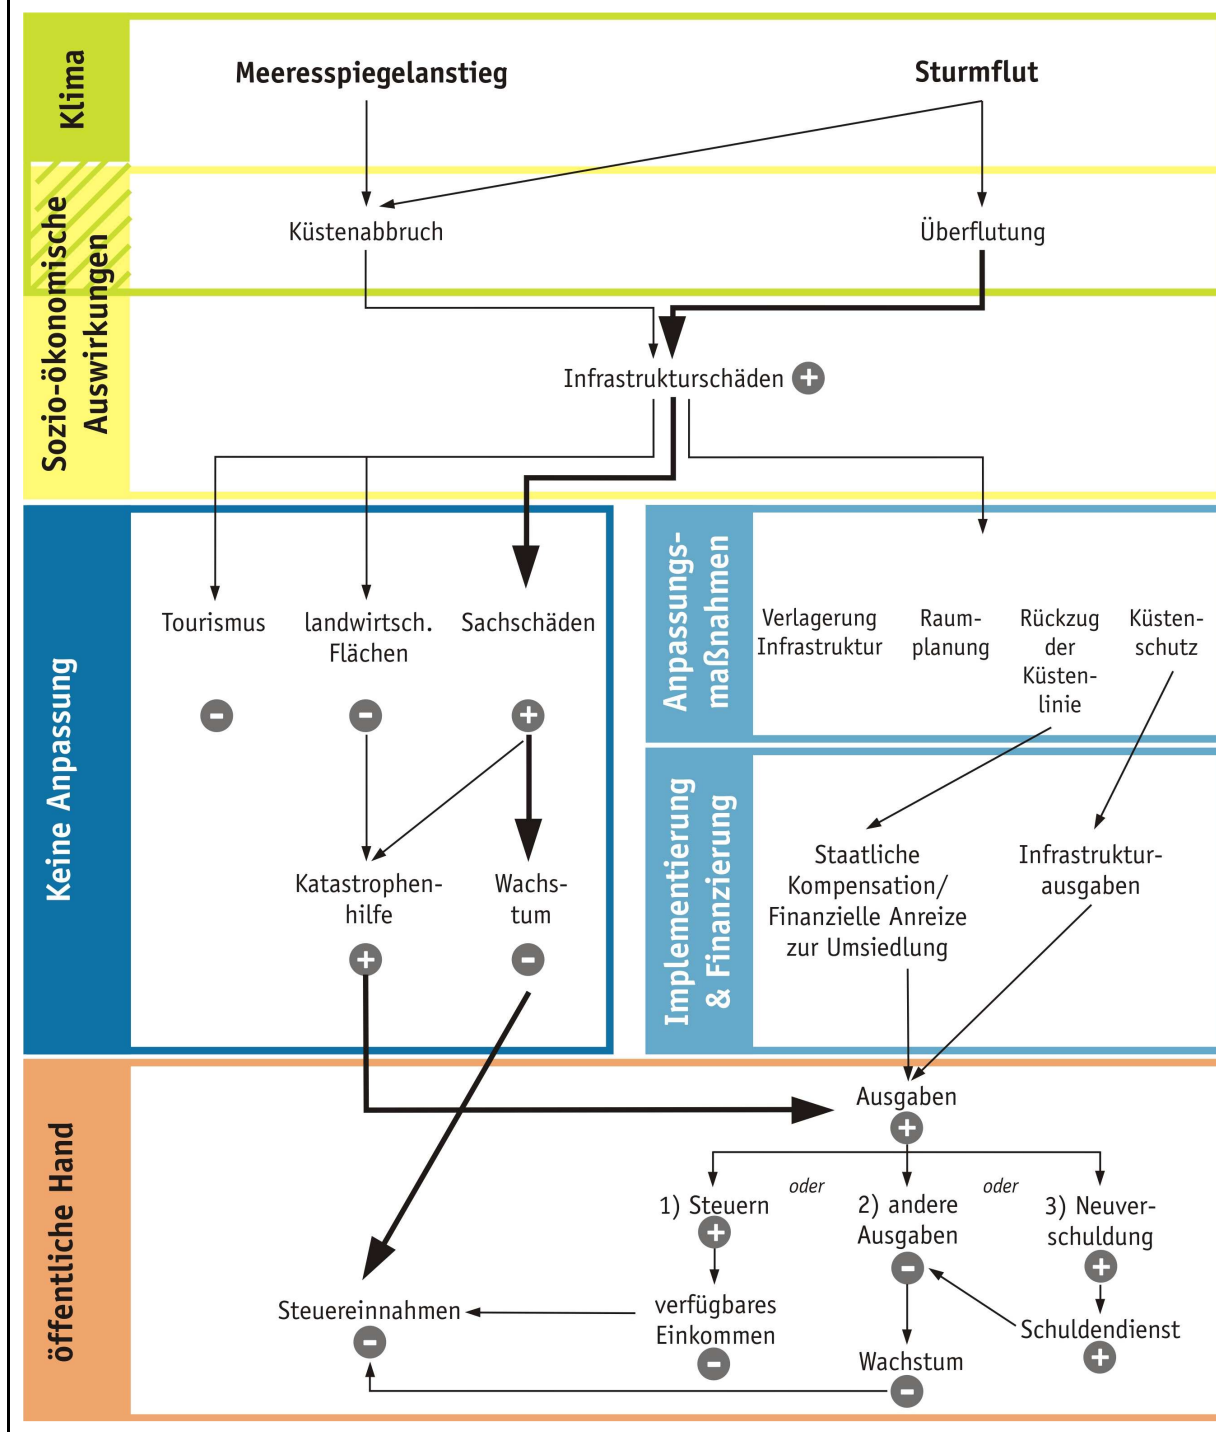 Klima
Meeresspiegelanstieg
Sturmflut
Sozio-ökonomische
Auswirkungen
Küstenabbruch
Überflutung
Infrastrukturschäden +
Keine Anpassung
Tourismus
-
landwirtsch.
Flächen
-
Sachschäden
+
Katastrophen-
hilfe
+
Wachs-
tum
-
Anpassungs-
maßnahmen
Verlagerung
Infrastruktur
Raum-
planung
Rückzug
der
Küsten-
linie
Küsten-
schutz
Implementierung
& Finanzierung
Staatliche
Kompensation/
Finanzielle Anreize
zur Umsiedlung
Infrastruktur-
ausgaben
öffentliche Hand
Ausgaben
+
1) Steuern
+
oder
2) andere
Ausgaben
-
oder
3) Neuver-
schuldung
+
Steuereinnahmen
-
verfügbares
Einkommen
-
Wachstum
-
Schuldendienst
+